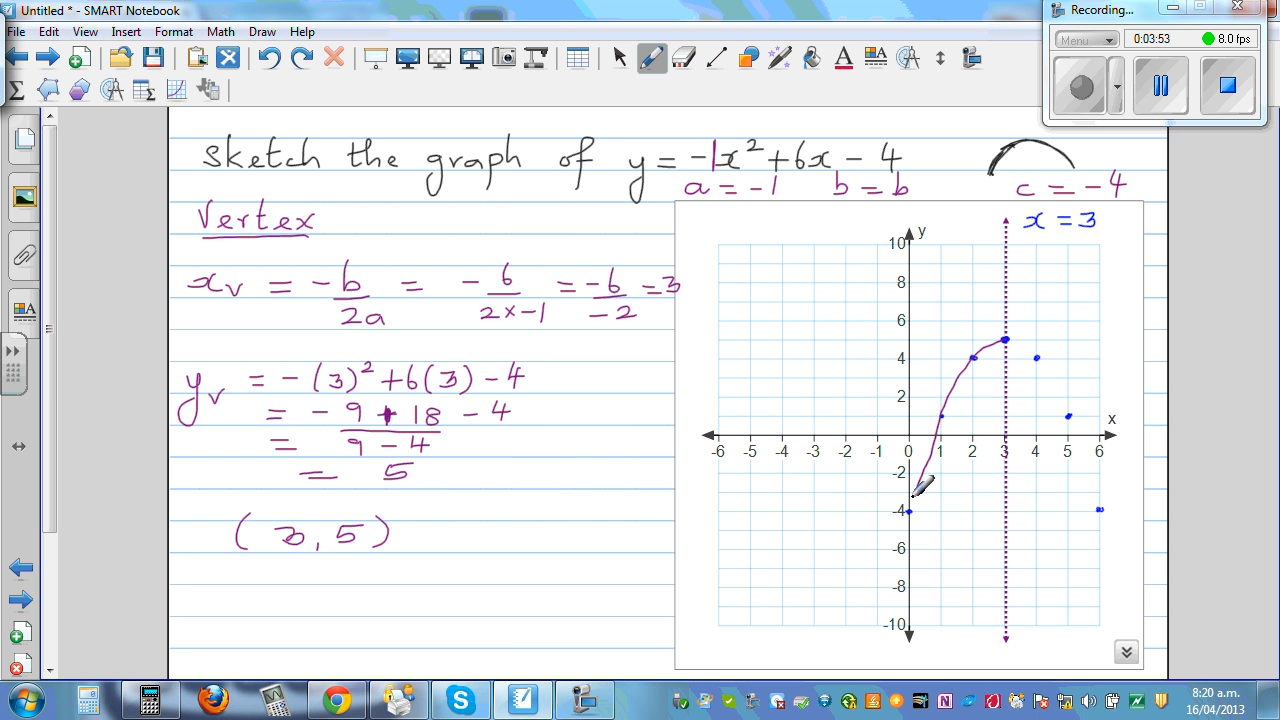 Untitled * - SMART Notebook
Recording...
File Edit View Insert Format Math Draw Help
Menu
0:03:53
8.0 fps
Sketch the graph of y = -1x² + 6x - 4
a = -1 b = b c = -4
Vertex
x = 3
xv = -b/2a = -6/2x-1 = -6/-2 = 3
yv = -(3)² + 6(3) - 4
= -9 + 18 - 4
= 9 - 4
= 5
(3, 5)
y
10
8
6
4
2
x
-6 -5 -4 -3 -2 -1 0 1 2 3 4 5 6
-2
-4
-6
-8
-10
8:20 a.m.
16/04/2013